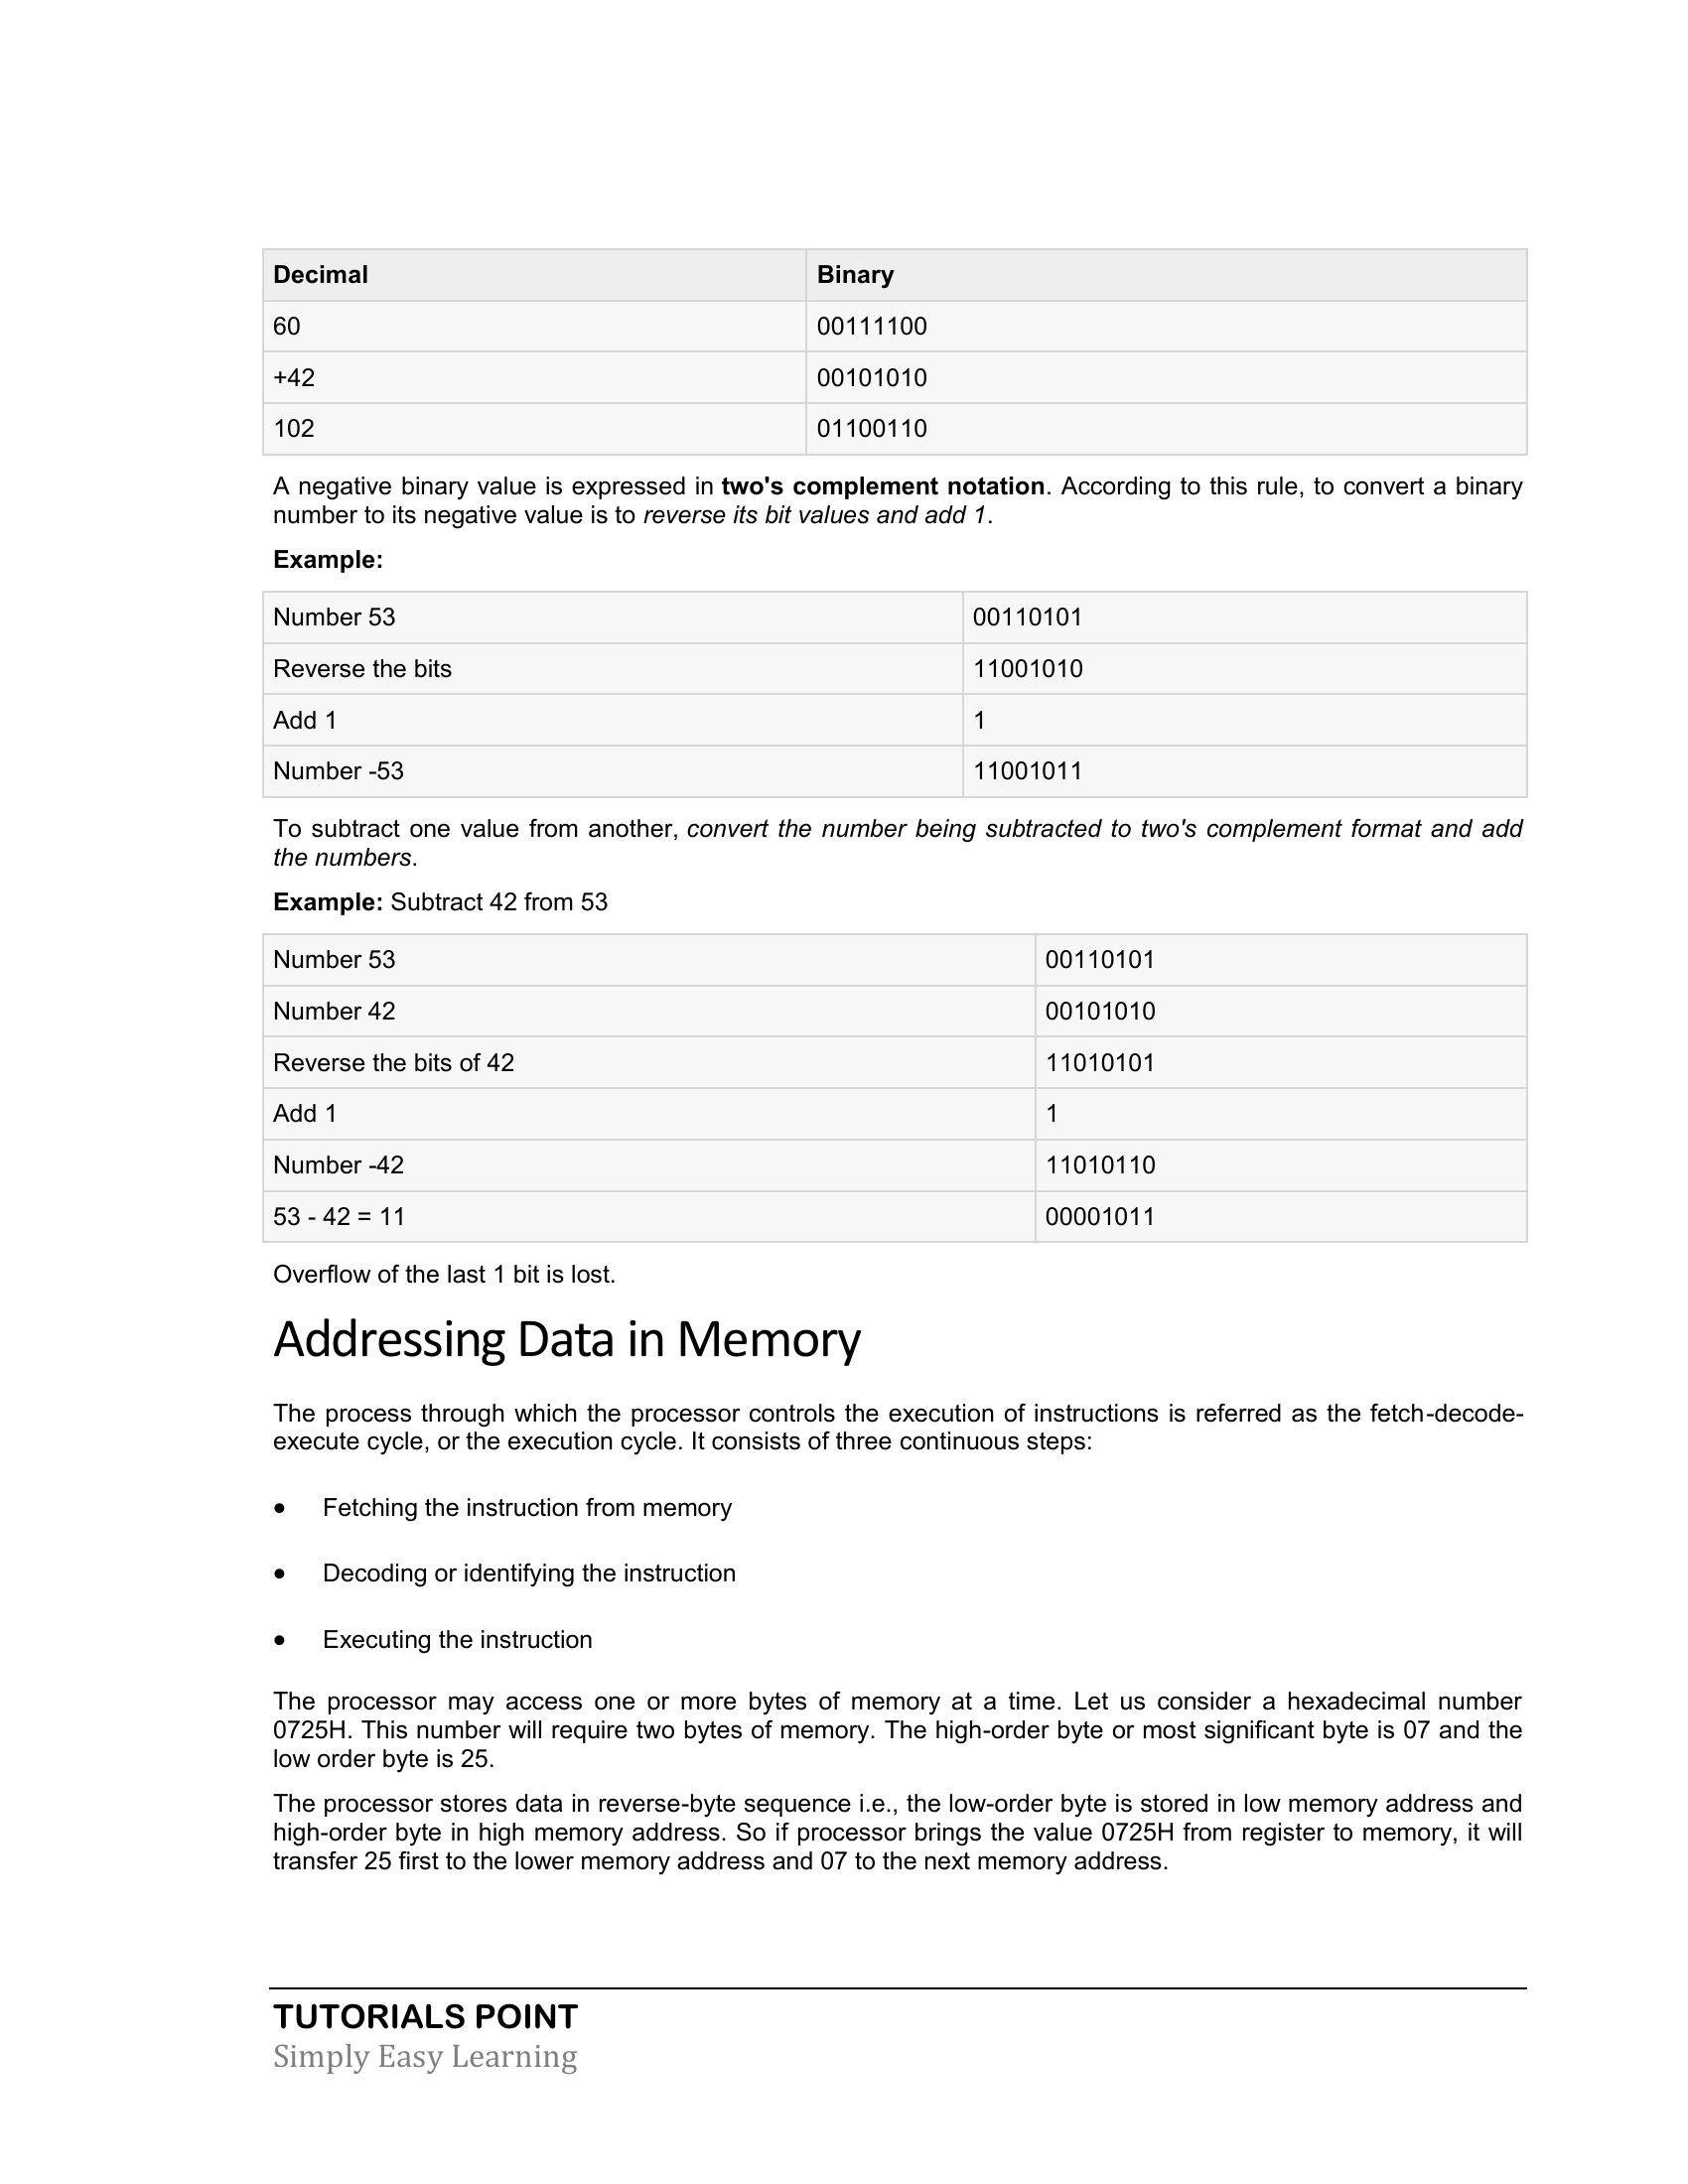 Decimal Binary
60 00111100
+42 00101010
102 01100110
A negative binary value is expressed in two's complement notation. According to this rule, to convert a binary
number to its negative value is to reverse its bit values and add 1.
Example:
Number 53 00110101
Reverse the bits 11001010
Add 1 1
Number -53 11001011
To subtract one value from another, convert the number being subtracted to two's complement format and add
the numbers.
Example: Subtract 42 from 53
Number 53 00110101
Number 42 00101010
Reverse the bits of 42 11010101
Add 1 1
Number -42 11010110
53 - 42 = 11 00001011
Overflow of the last 1 bit is lost.
Addressing Data in Memory
The process through which the processor controls the execution of instructions is referred as the fetch-decode-
execute cycle, or the execution cycle. It consists of three continuous steps:
• Fetching the instruction from memory
• Decoding or identifying the instruction
• Executing the instruction
The processor may access one or more bytes of memory at a time. Let us consider a hexadecimal number
0725H. This number will require two bytes of memory. The high-order byte or most significant byte is 07 and the
low order byte is 25.
The processor stores data in reverse-byte sequence i.e., the low-order byte is stored in low memory address and
high-order byte in high memory address. So if processor brings the value 0725H from register to memory, it will
transfer 25 first to the lower memory address and 07 to the next memory address.
TUTORIALS POINT
Simply Easy Learning